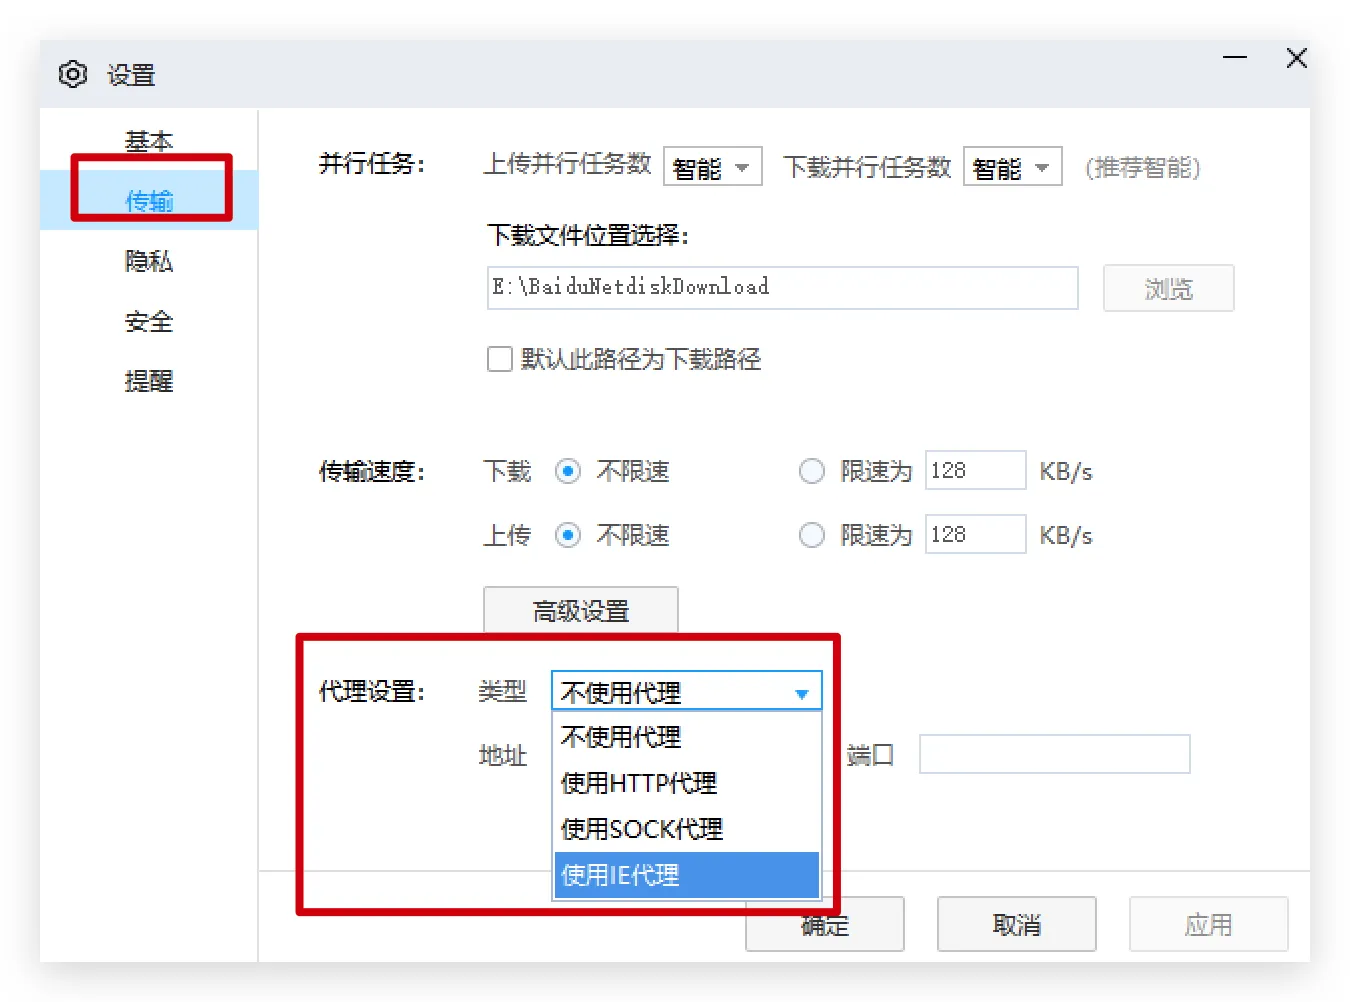 设置
基本
传输
隐私
安全
提醒
并行任务: 上传并行任务数 智能 下载并行任务数 智能 (推荐智能)
下载文件位置选择:
E:\BaiduNetdiskDownload 浏览
默认此路径为下载路径
传输速度: 下载 不限速 限速为 128 KB/s
上传 不限速 限速为 128 KB/s
高级设置
代理设置: 类型 不使用代理
不使用代理
地址 端口
使用HTTP代理
使用SOCK代理
使用IE代理
确定 取消 应用